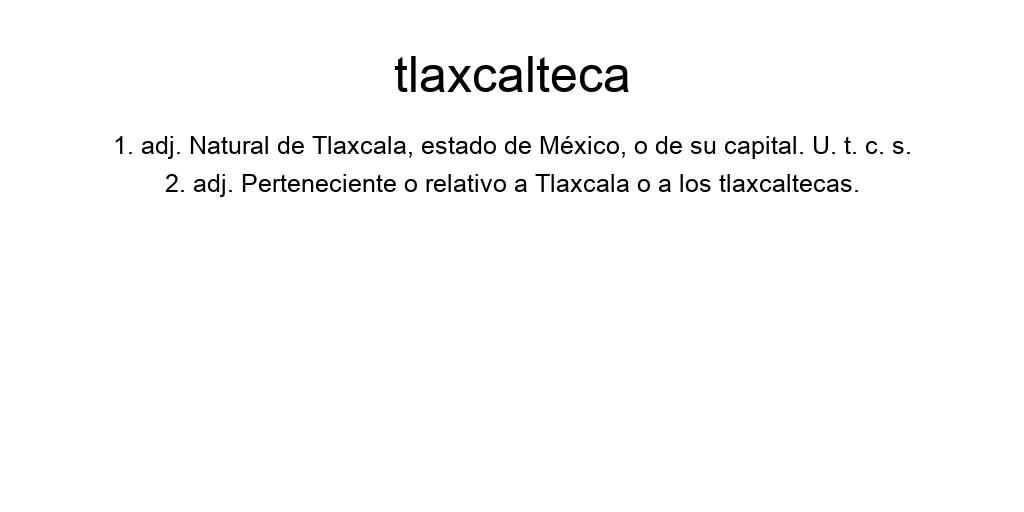 tlaxcalteca
1. adj. Natural de Tlaxcala, estado de México, o de su capital. U. t. c. s.
2. adj. Perteneciente o relativo a Tlaxcala o a los tlaxcaltecas.